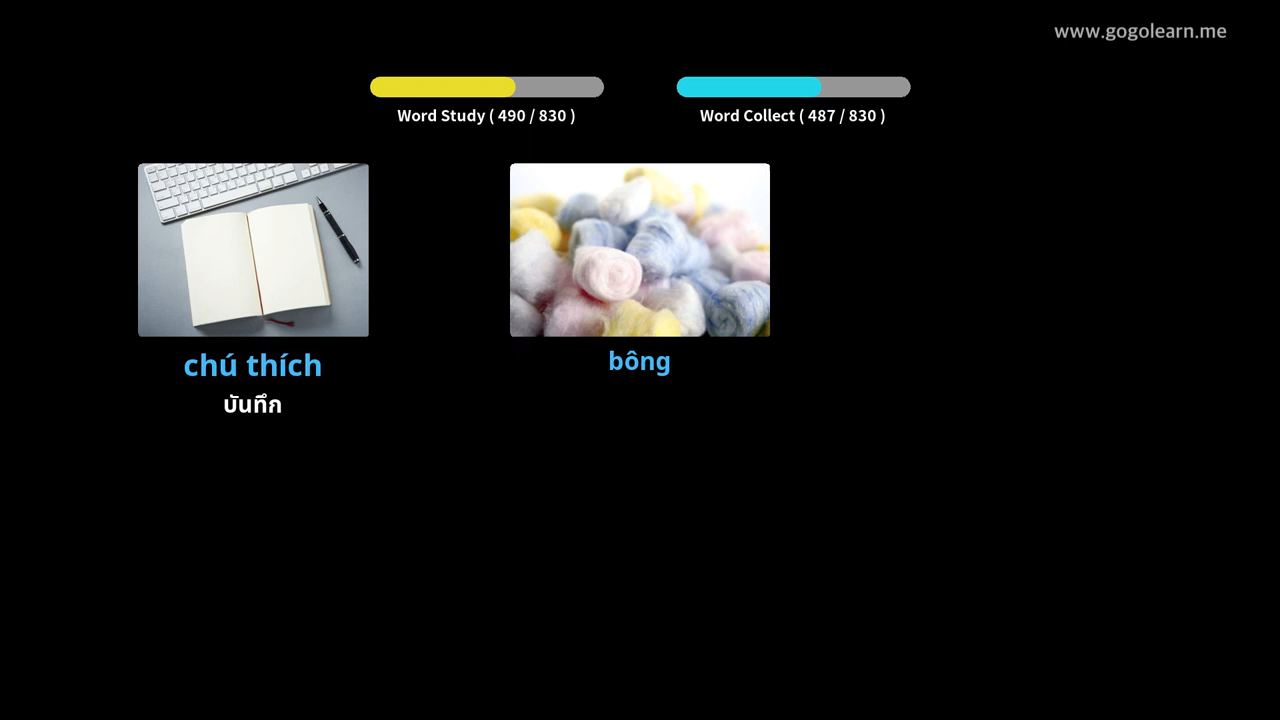 www.gogolearn.me
Word Study ( 490 / 830 )
Word Collect ( 487 / 830 )
chú thích
บันทึก
bông